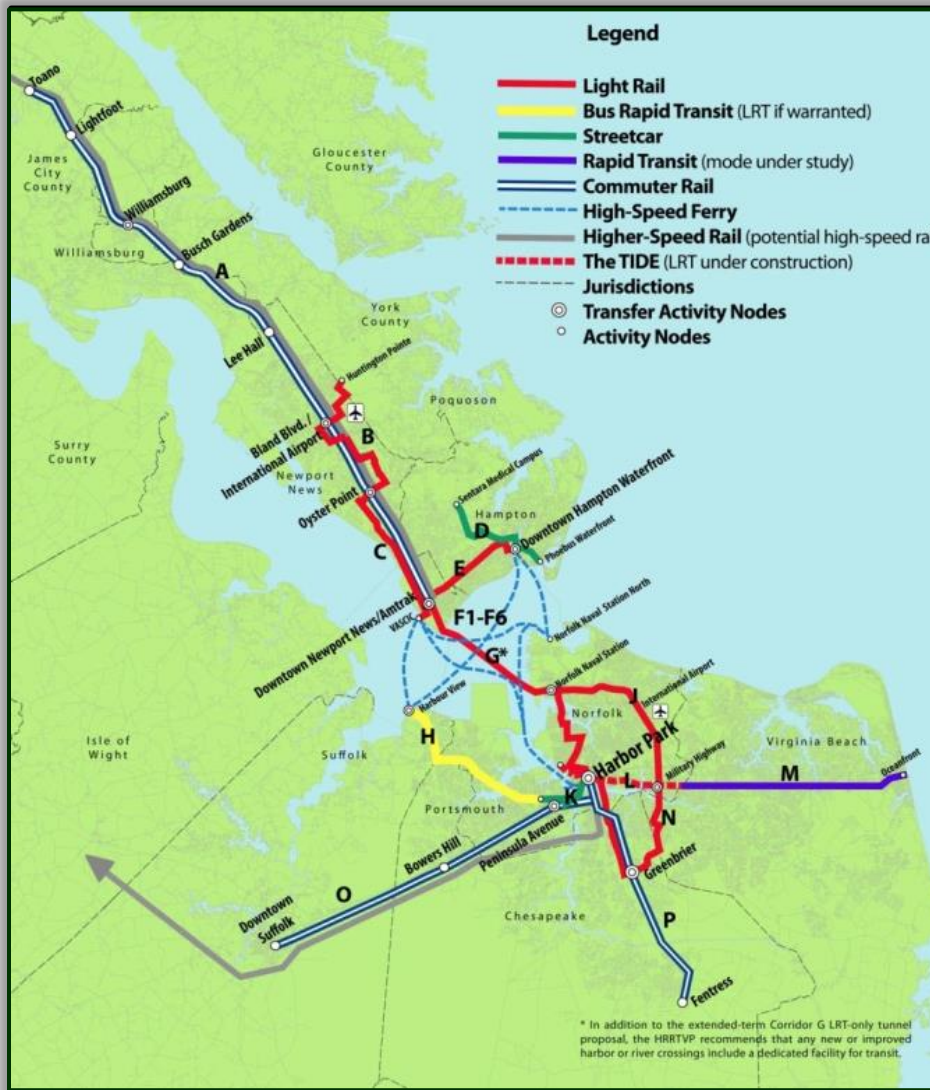 Legend
Light Rail
Bus Rapid Transit (LRT if warranted)
Streetcar
Rapid Transit (mode under study)
Commuter Rail
High-Speed Ferry
Higher-Speed Rail (potential high-speed ra
The TIDE (LRT under construction)
Jurisdictions
Transfer Activity Nodes
Activity Nodes
Toano
Lightfoot
James
City
County
Gloucester
County
Williamsburg
Williamsburg
Busch Gardens
A
York
County
Lee Hall
Huntington Pointe
Poquoson
Bland Blvd. /
International Airport
B
Surry
County
Newport
News
Oyster Point
Sentara Medical Campus
Hampton
Downtown Hampton Waterfront
D
Phoebus Waterfront
C
E
Downtown Newport News/Amtrak
VASCIC
F1-F6
Norfolk Naval Station North
G*
Norfolk Naval Station
Harbour View
J
International Airport
Norfolk
Isle of
Wight
Suffolk
H
Harbor Park
Virginia Beach
Military Highway
L
M
Oceanfront
K
Portsmouth
N
Peninsula Avenue
Bowers Hill
Greenbrier
O
Downtown
Suffolk
Chesapeake
P
Fentress
* In addition to the extended-term Corridor G LRT-only tunnel
proposal, the HRRTVP recommends that any new or improved
harbor or river crossings include a dedicated facility for transit.